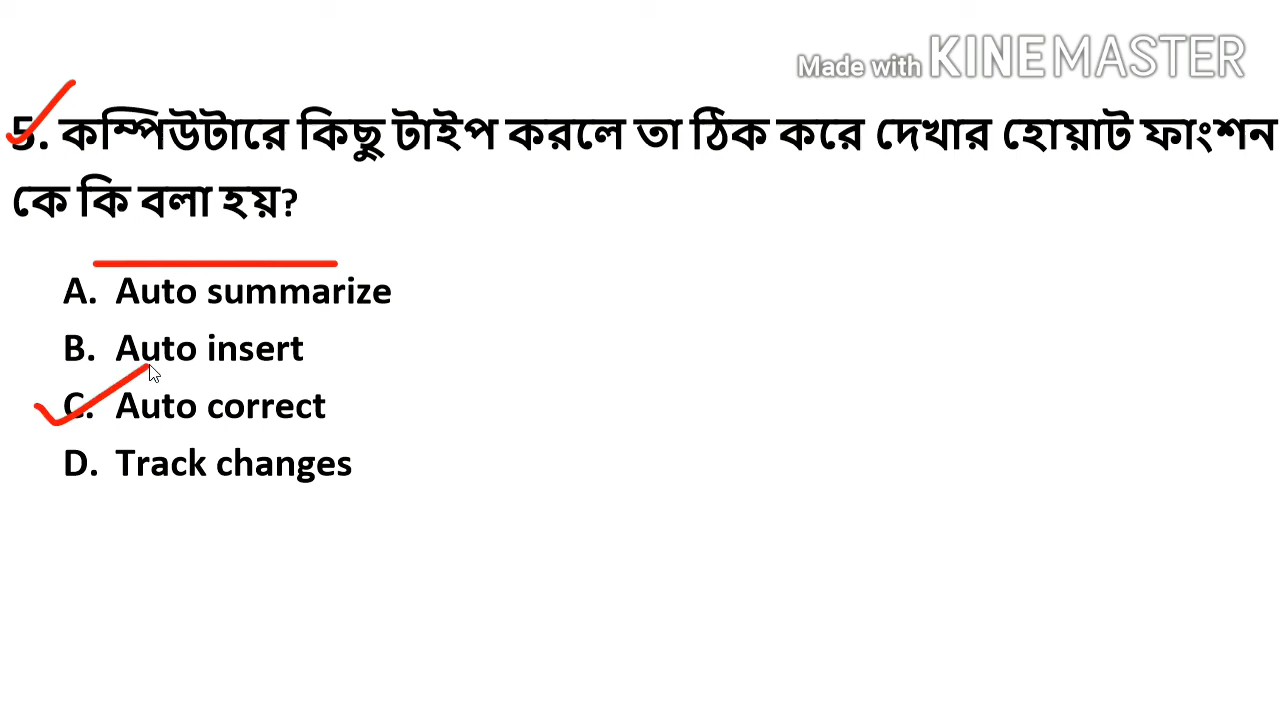 Made with KINEMASTER
5. কম্পিউটারে কিছু টাইপ করলে তা ঠিক করে দেখার হোয়াট ফাংশন
কে কি বলা হয়?
A. Auto summarize
B. Auto insert
C. Auto correct
D. Track changes